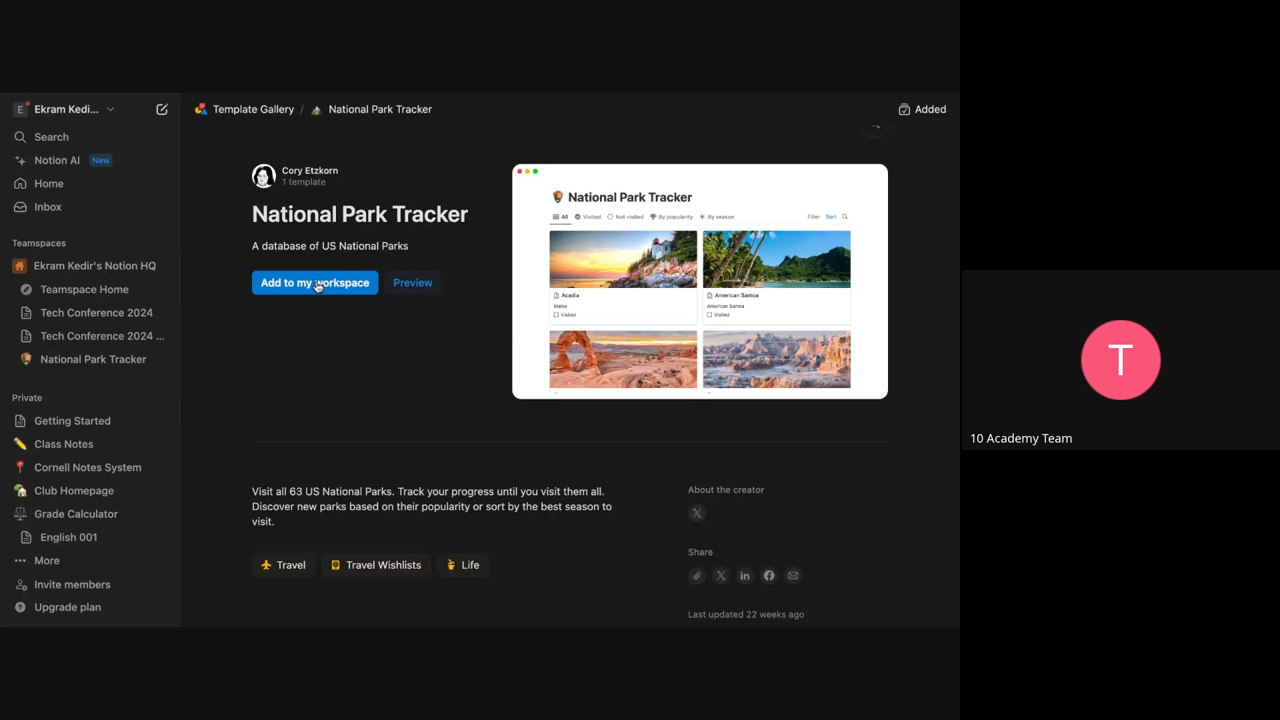 E Ekram Kedi...
Search
Notion AI New
Home
Inbox
Teamspaces
Ekram Kedir's Notion HQ
Teamspace Home
Tech Conference 2024
Tech Conference 2024 ...
National Park Tracker
Private
Getting Started
Class Notes
Cornell Notes System
Club Homepage
Grade Calculator
English 001
More
Invite members
Upgrade plan
Template Gallery / National Park Tracker
Added
Cory Etzkorn
1 template
National Park Tracker
A database of US National Parks
Add to my workspace Preview
National Park Tracker
All Visited Not visited By popularity By season Filter Sort
Acadia
Maine
Visited
American Samoa
American Samoa
Visited
Visit all 63 US National Parks. Track your progress until you visit them all.
Discover new parks based on their popularity or sort by the best season to
visit.
Travel Travel Wishlists Life
About the creator
Share
Last updated 22 weeks ago
T
10 Academy Team